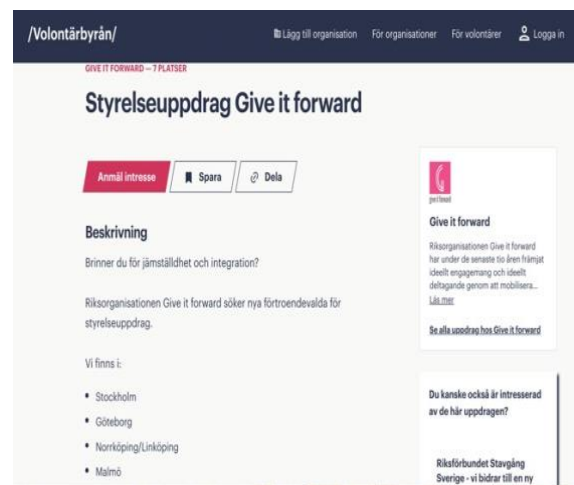 /Volontärbyrån/
Lägg till organisation
För organisationer
För volontärer
Logga in
GIVE IT FORWARD – 7 PLATSER
Styrelseuppdrag Give it forward
Anmäl intresse
Spara
Dela
Beskrivning
Brinner du för jämställdhet och integration?
Riksorganisationen Give it forward söker nya förtroendevalda för
styrelseuppdrag.
Vi finns i:
• Stockholm
• Göteborg
• Norrköping/Linköping
• Malmö
give it forward
Give it forward
Riksorganisationen Give it forward
har under de senaste tio åren främjat
ideellt engagemang och ideellt
deltagande genom att mobilisera...
Läs mer
Se alla uppdrag hos Give it forward
Du kanske också är intresserad
av de här uppdragen?
Riksförbundet Stavgång
Sverige - vi bidrar till en ny